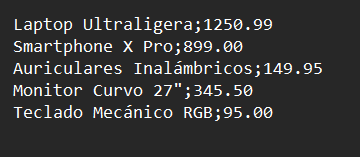 Laptop Ultraligera;1250.99
Smartphone X Pro;899.00
Auriculares Inalámbricos;149.95
Monitor Curvo 27";345.50
Teclado Mecánico RGB;95.00